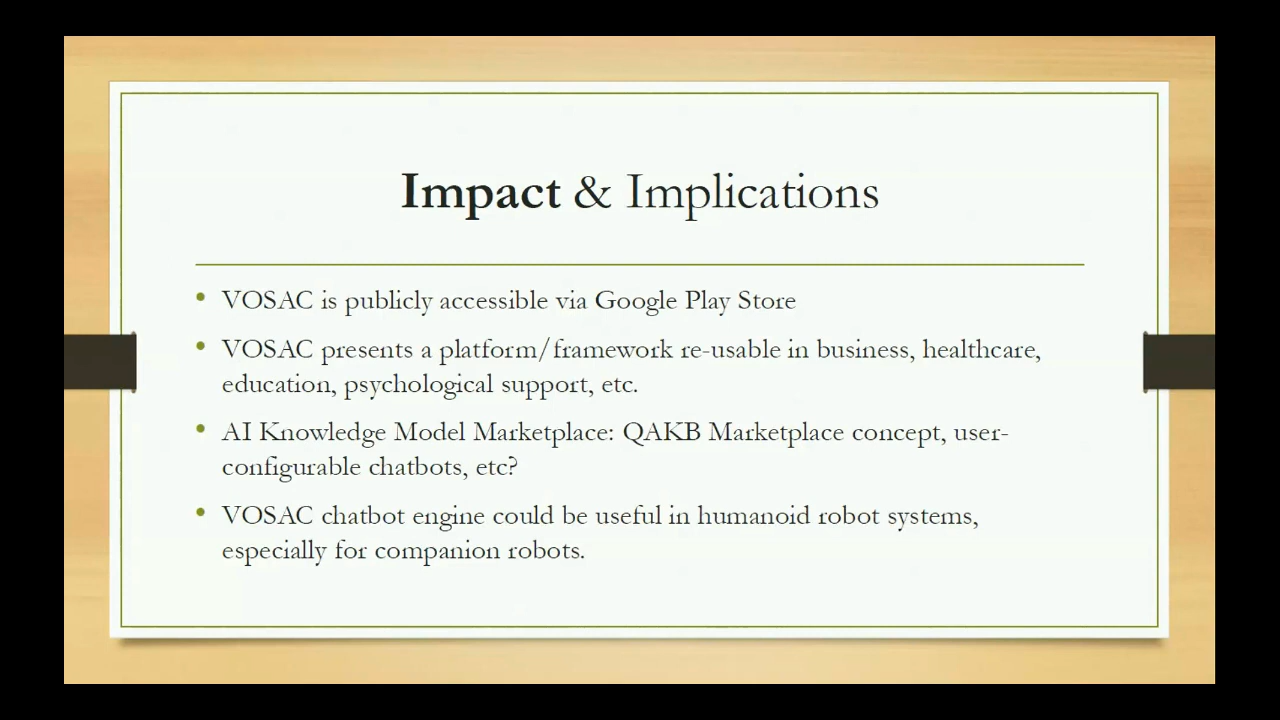 Impact & Implications
• VOSAC is publicly accessible via Google Play Store
• VOSAC presents a platform/framework re-usable in business, healthcare,
education, psychological support, etc.
• AI Knowledge Model Marketplace: QAKB Marketplace concept, user-
configurable chatbots, etc?
• VOSAC chatbot engine could be useful in humanoid robot systems,
especially for companion robots.